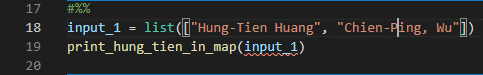 17 #%%
18 input_1 = list(["Hung-Tien Huang", "Chien-Ping, Wu"])
19 print_hung_tien_in_map(input_1)
20